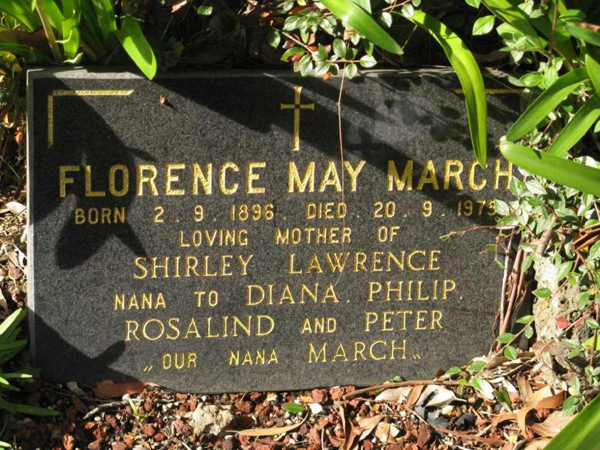 FLORENCE MAY MARCH
BORN 2.9.1896. DIED 20.9.1979
LOVING MOTHER OF
SHIRLEY LAWRENCE
NANA TO DIANA. PHILIP.
ROSALIND AND PETER
„OUR NANA MARCH„